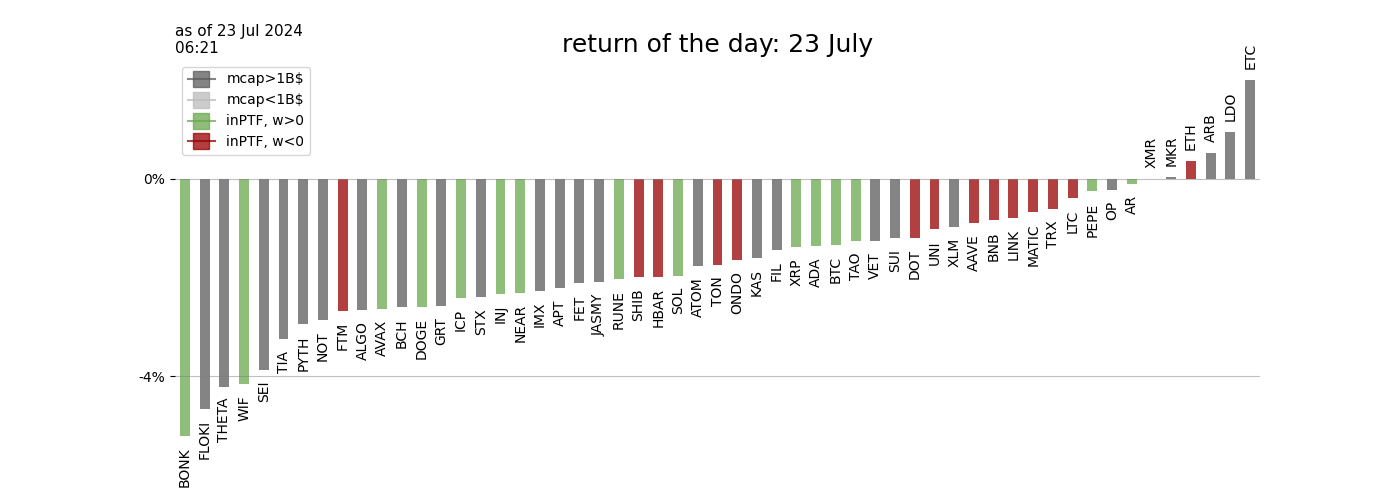 as of 23 Jul 2024
06:21
return of the day: 23 July
mcap>1B$
mcap<1B$
inPTF, w>0
inPTF, w<0
0%
-4%
BONK
FLOKI
THETA
WIF
SEI
TIA
PYTH
NOT
FTM
ALGO
AVAX
BCH
DOGE
GRT
ICP
STX
INJ
NEAR
IMX
APT
FET
JASMY
RUNE
SHIB
HBAR
SOL
ATOM
TON
ONDO
KAS
FIL
XRP
ADA
BTC
TAO
VET
SUI
DOT
UNI
XLM
AAVE
BNB
LINK
MATIC
TRX
LTC
PEPE
OP
AR
XMR
MKR
ETH
ARB
LDO
ETC